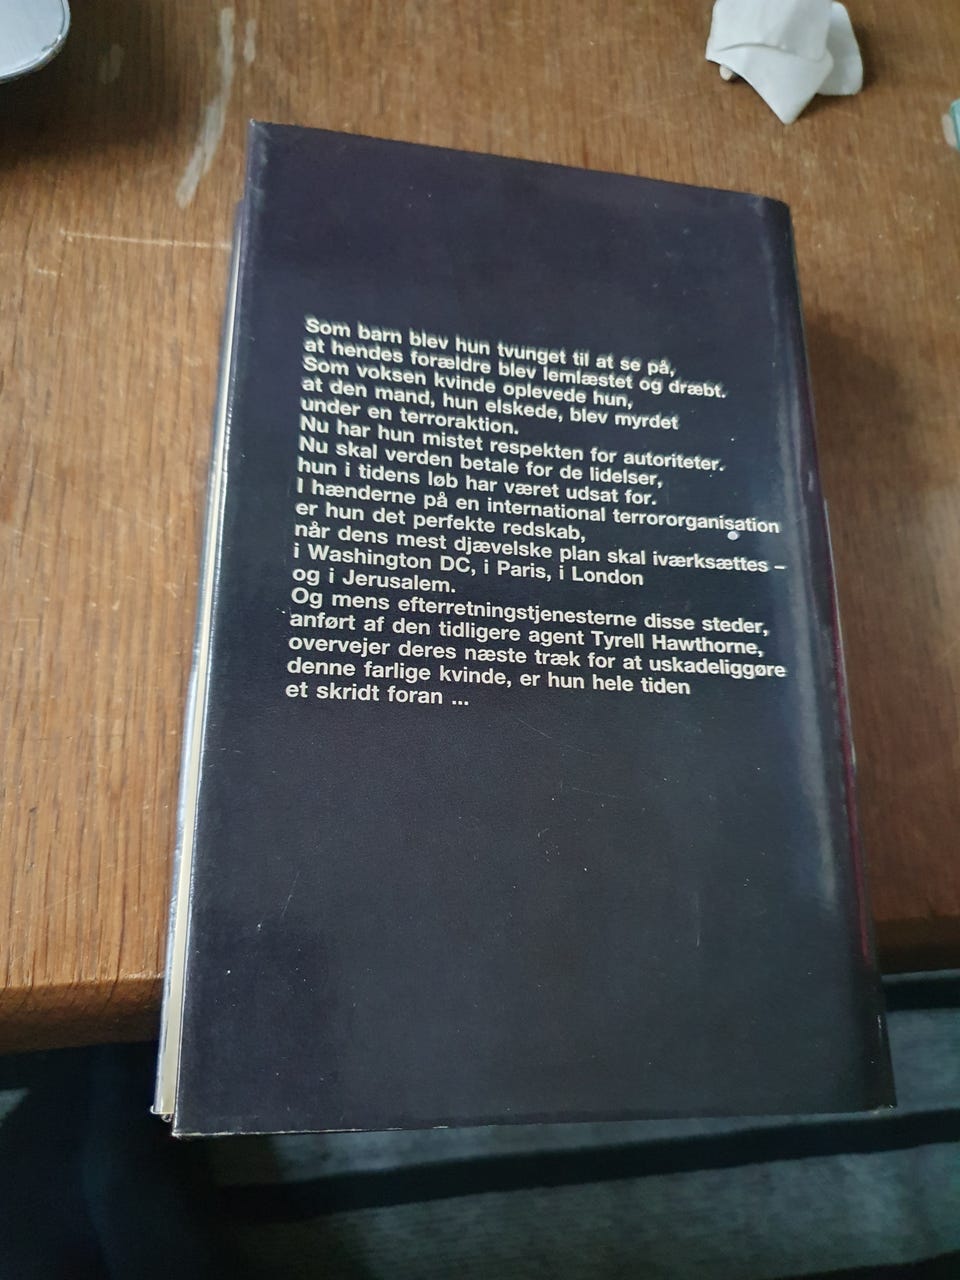 Som barn blev hun tvunget til at se på,
at hendes forældre blev lemlæstet og dræbt.
Som voksen kvinde oplevede hun,
at den mand, hun elskede, blev myrdet
under en terroraktion.
Nu har hun mistet respekten for autoriteter.
Nu skal verden betale for de lidelser,
hun i tidens løb har været udsat for.
I hænderne på en international terrororganisation
er hun det perfekte redskab,
når dens mest djævelske plan skal iværksættes –
i Washington DC, i Paris, i London
og i Jerusalem.
Og mens efterretningstjenesterne disse steder,
anført af den tidligere agent Tyrell Hawthorne,
overvejer deres næste træk for at uskadeliggøre
denne farlige kvinde, er hun hele tiden
et skridt foran ...